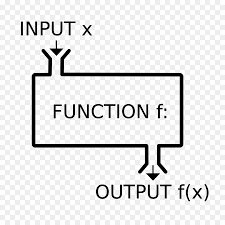 INPUT x
FUNCTION f:
OUTPUT f(x)